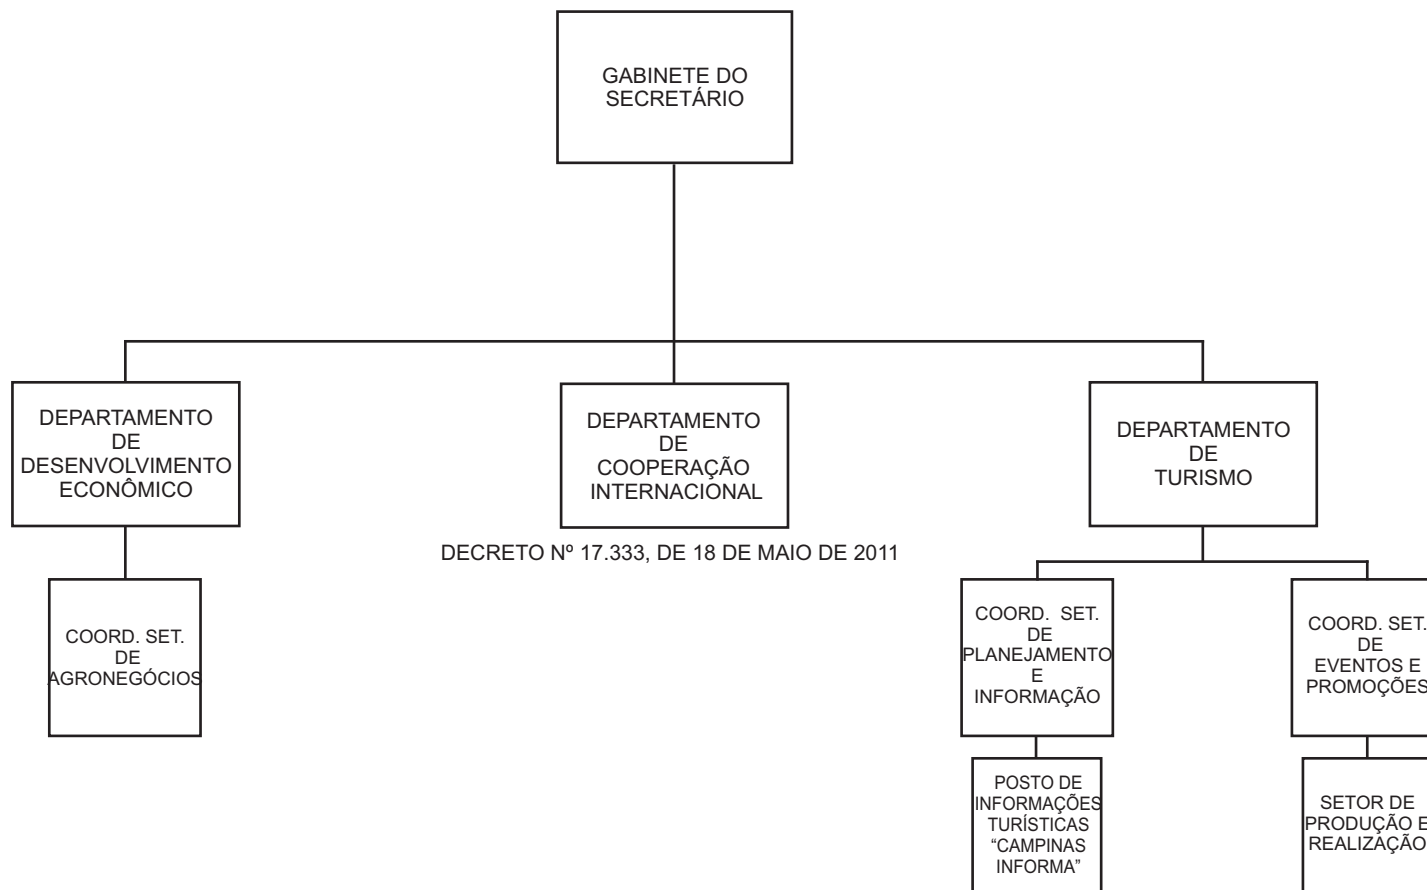 GABINETE DO
SECRETÁRIO
DEPARTAMENTO
DE
DESENVOLVIMENTO
ECONÔMICO
DEPARTAMENTO
DE
COOPERAÇÃO
INTERNACIONAL
DEPARTAMENTO
DE
TURISMO
DECRETO Nº 17.333, DE 18 DE MAIO DE 2011
COORD. SET.
DE
AGRONEGÓCIOS
COORD. SET.
DE
PLANEJAMENTO
E
INFORMAÇÃO
COORD. SET.
DE
EVENTOS E
PROMOÇÕES
POSTO DE
INFORMAÇÕES
TURÍSTICAS
“CAMPINAS
INFORMA”
SETOR DE
PRODUÇÃO E
REALIZAÇÃO